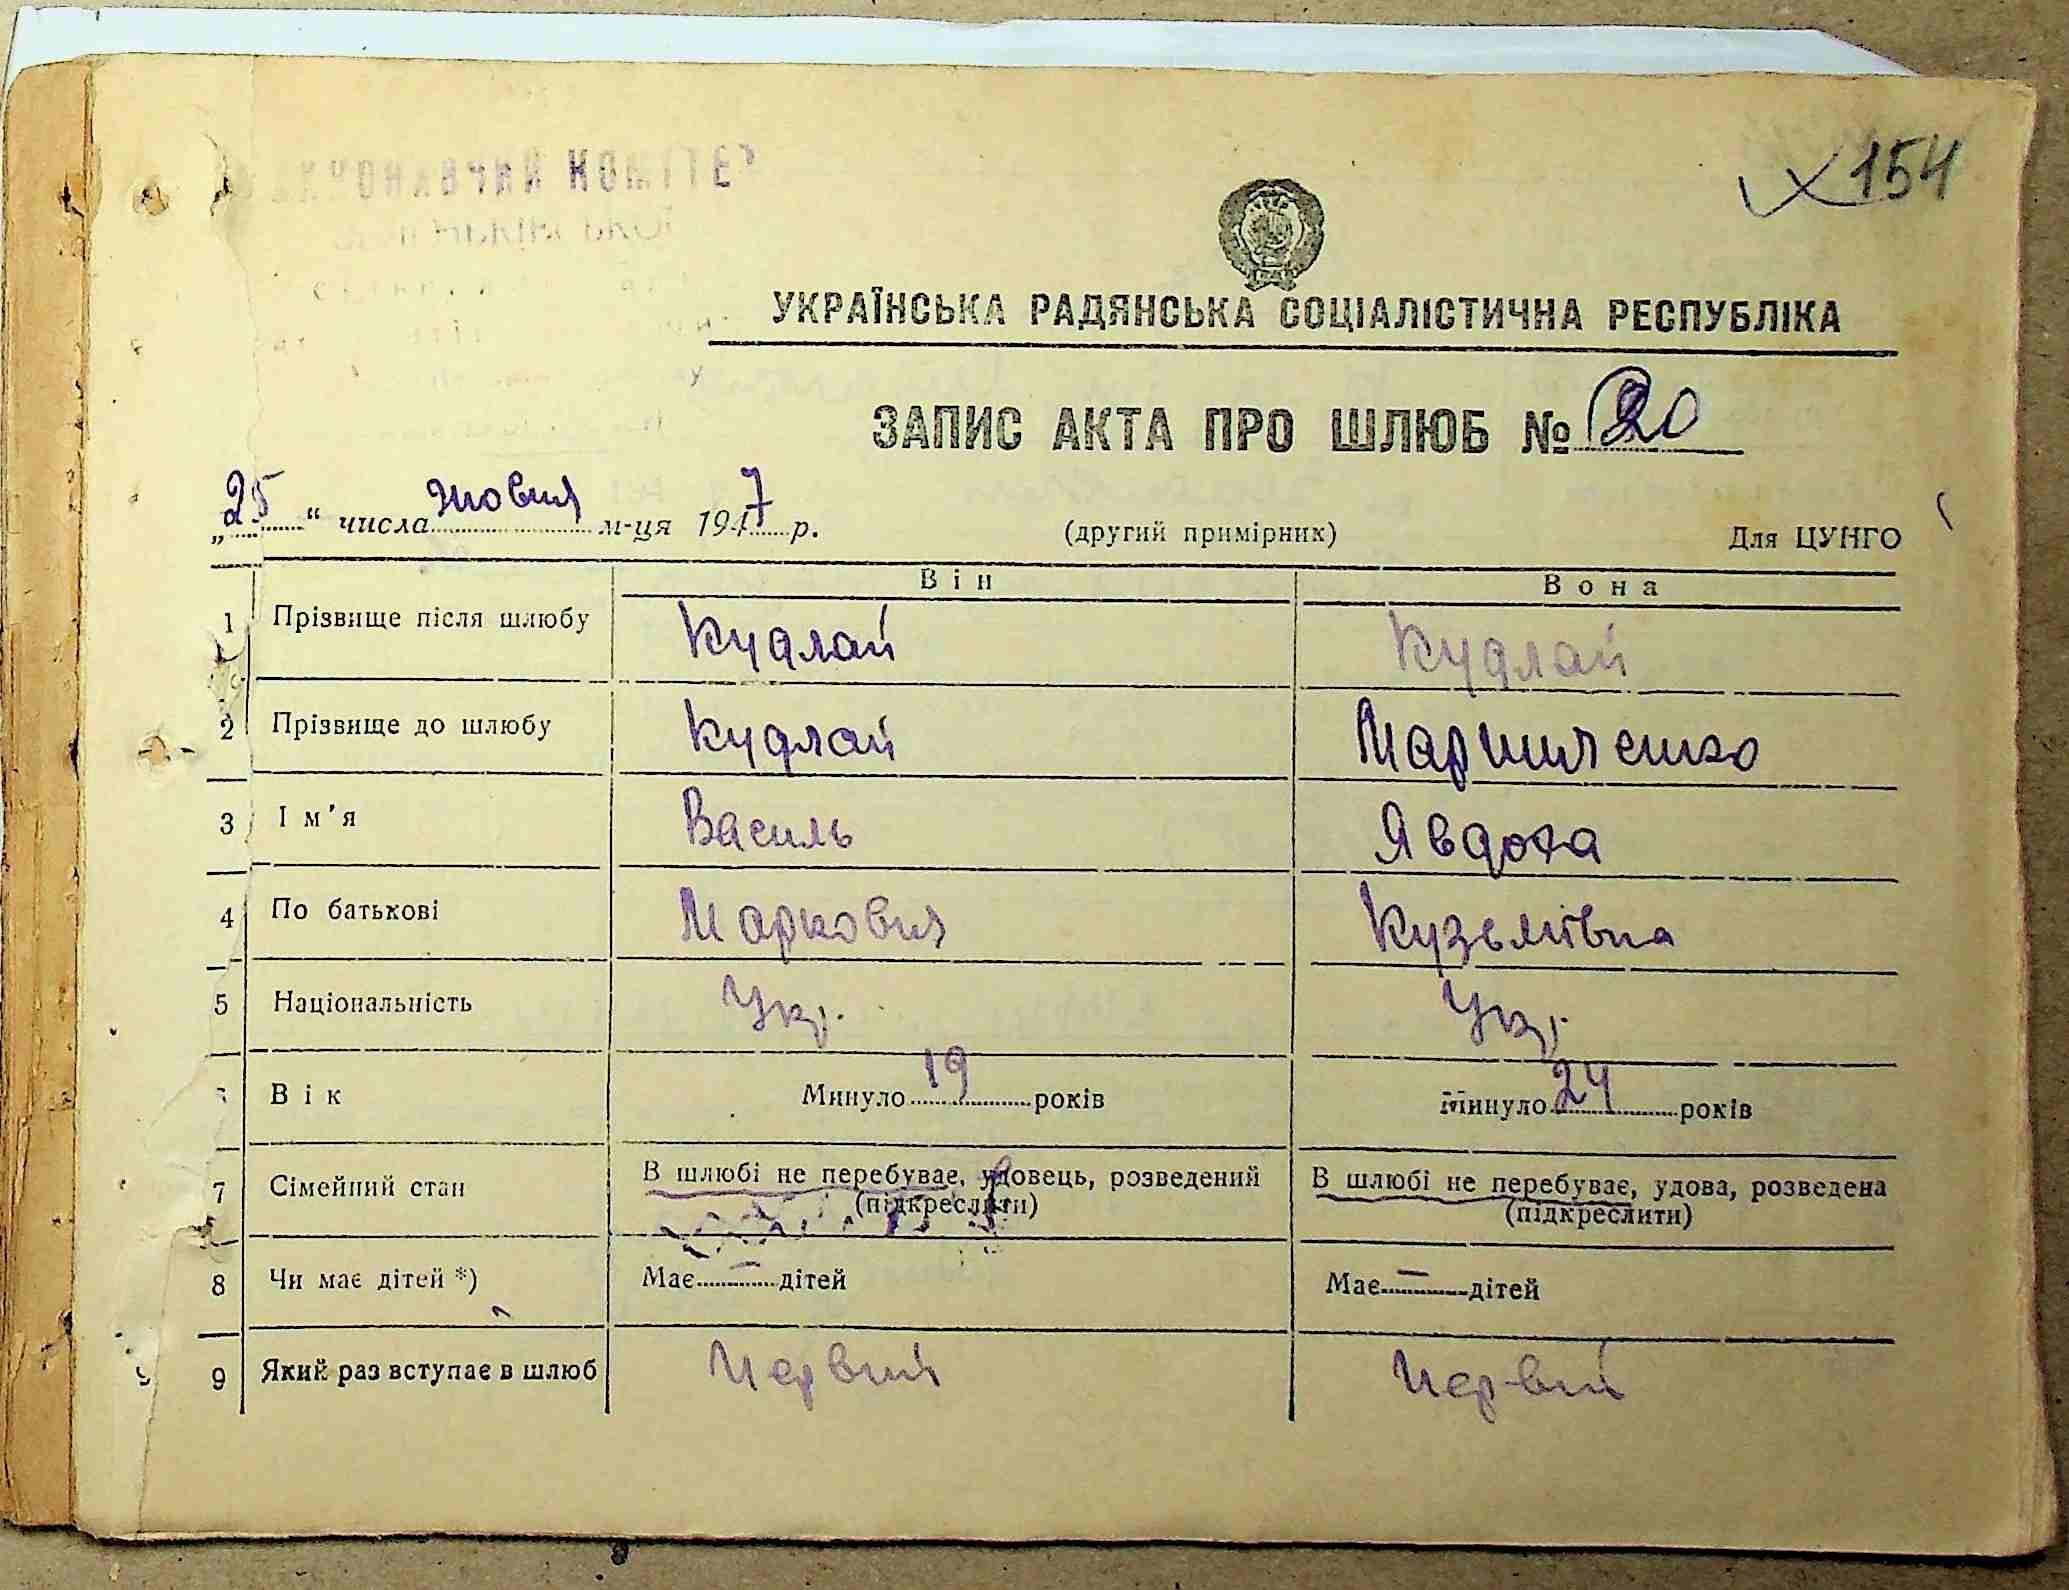 154
УКРАЇНСЬКА РАДЯНСЬКА СОЦІАЛІСТИЧНА РЕСПУБЛІКА
ЗАПИС АКТА ПРО ШЛЮБ № 20
„25“ числа жовтня м-ця 1947 р. (другий примірник) Для ЦУНГО
Він Вона
1 Прізвище після шлюбу Кудлай Кудлай
2 Прізвище до шлюбу Кудлай
3 Ім'я Василь Явдоха
4 По батькові Маркович Кузьмівна
5 Національність Укр. Укр.
Вік Минуло 19 років Минуло 24 років
7 Сімейний стан В шлюбі не перебуває, удовець, розведений В шлюбі не перебуває, удова, розведена
(підкреслити) (підкреслити)
8 Чи має дітей *) Має — дітей Має — дітей
9 Який раз вступає в шлюб Первий Первий